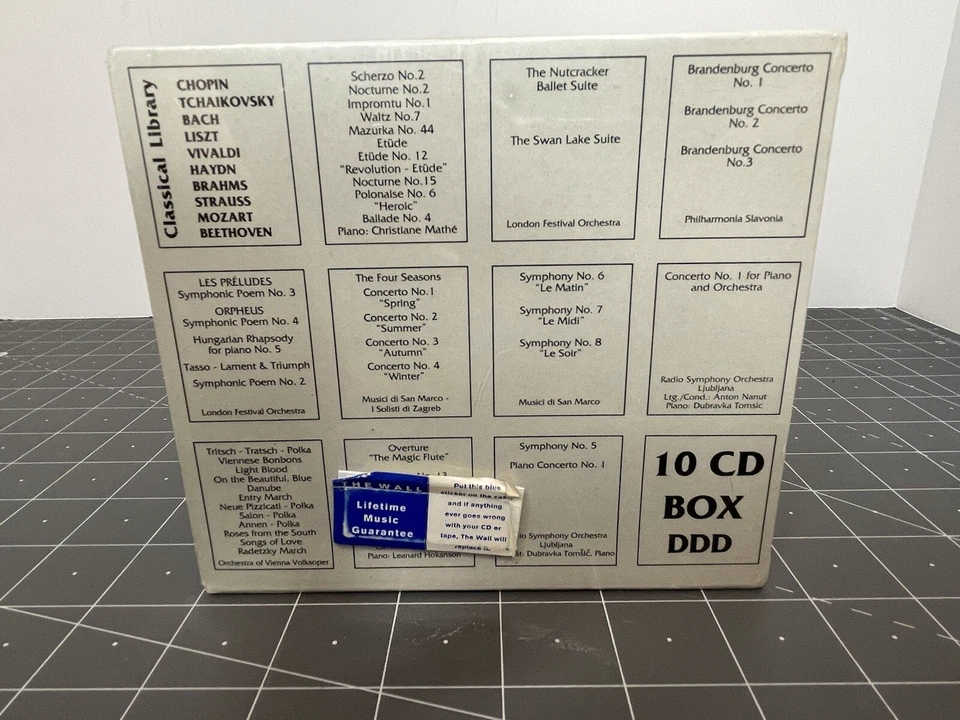 Classical Library
CHOPIN
TCHAIKOVSKY
BACH
LISZT
VIVALDI
HAYDN
BRAHMS
STRAUSS
MOZART
BEETHOVEN
Scherzo No.2
Nocturne No.2
Impromtu No.1
Waltz No.7
Mazurka No. 44
Etüde
Etüde No. 12
"Revolution - Etüde"
Nocturne No.15
Polonaise No. 6
"Heroic"
Ballade No. 4
Piano: Christiane Mathé
The Nutcracker
Ballet Suite
The Swan Lake Suite
London Festival Orchestra
Brandenburg Concerto
No. 1
Brandenburg Concerto
No. 2
Brandenburg Concerto
No.3
Philharmonia Slavonia
LES PRÉLUDES
Symphonic Poem No. 3
ORPHEUS
Symphonic Poem No. 4
Hungarian Rhapsody
for piano No. 5
Tasso - Lament & Triumph
Symphonic Poem No. 2
London Festival Orchestra
The Four Seasons
Concerto No.1
"Spring"
Concerto No. 2
"Summer"
Concerto No. 3
"Autumn"
Concerto No. 4
"Winter"
Musici di San Marco -
I Solisti di Zagreb
Symphony No. 6
"Le Matin"
Symphony No. 7
"Le Midi"
Symphony No. 8
"Le Soir"
Musici di San Marco
Concerto No. 1 for Piano
and Orchestra
Radio Symphony Orchestra
Ljubljana
Ltg./Cond.: Anton Nanut
Piano: Dubravka Tomsic
Tritsch - Tratsch - Polka
Viennese Bonbons
Light Blood
On the Beautiful, Blue
Danube
Entry March
Neue Pizzicati - Polka
Salon - Polka
Annen - Polka
Roses from the South
Songs of Love
Radetzky March
Orchestra of Vienna Volksoper
Overture
"The Magic Flute"
Piano: Leanard Hokanson
THE WALL
Lifetime
Music
Guarantee
Put this blue
sticker on the case
and if anything
ever goes wrong
with your CD or
tape, The Wall will
replace it.
Symphony No. 5
Piano Concerto No. 1
Symphony Orchestra
Ljubljana
Dubravka Tomšič, Piano
10 CD
BOX
DDD